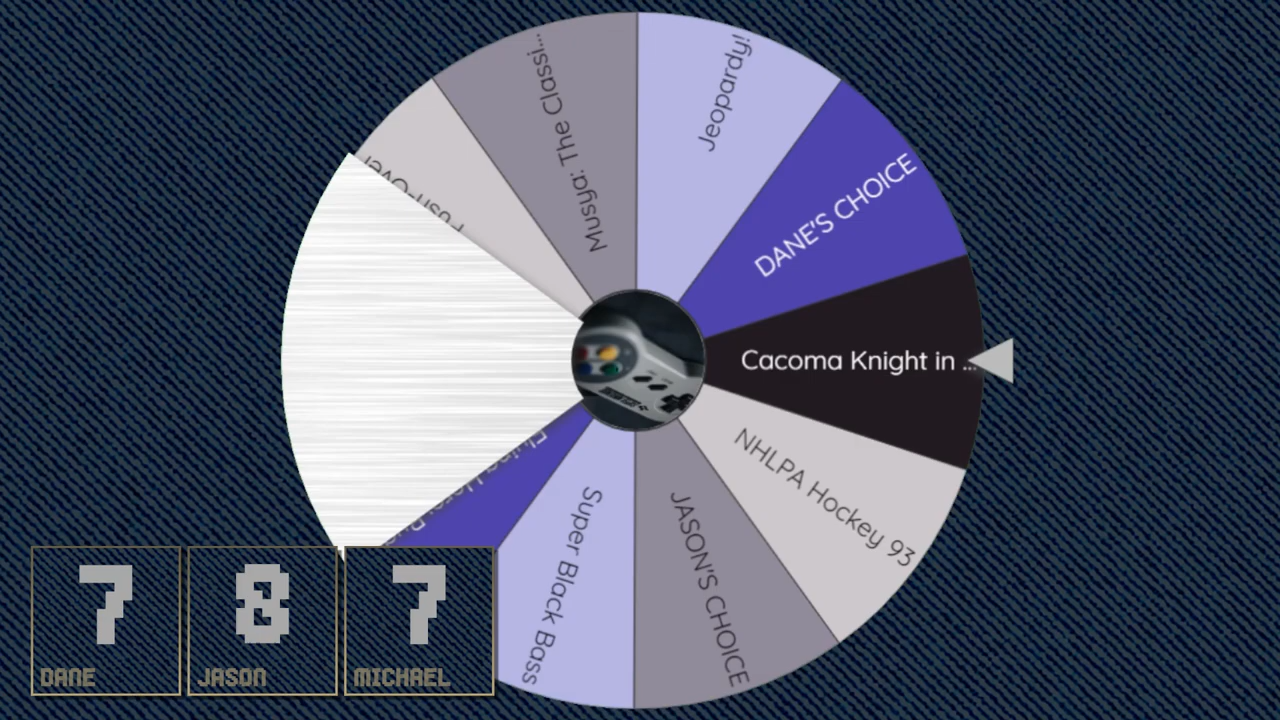 Musya: The Classi...
Jeopardy!
DANE'S CHOICE
Cacoma Knight in ...
NHLPA Hockey 93
JASON'S CHOICE
Super Black Bass
7
DANE
8
JASON
7
MICHAEL